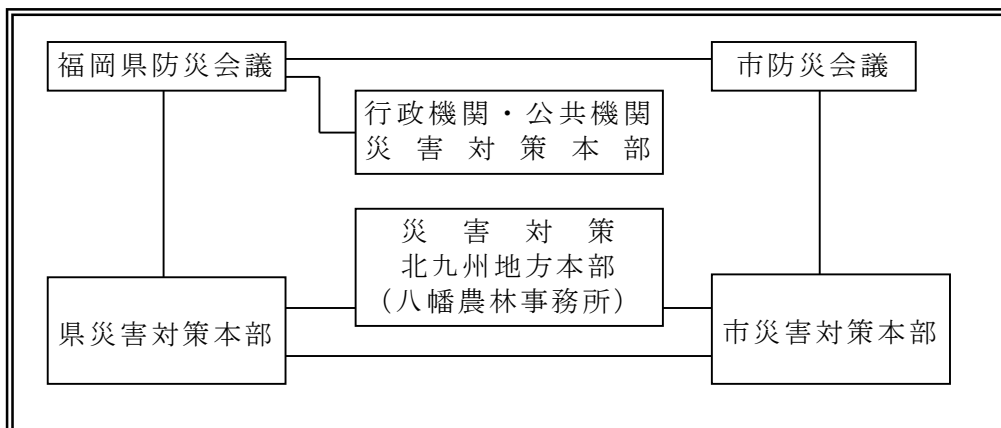 福岡県防災会議
市防災会議
行政機関・公共機関
災害対策本部
災害対策
北九州地方本部
(八幡農林事務所)
県災害対策本部
市災害対策本部